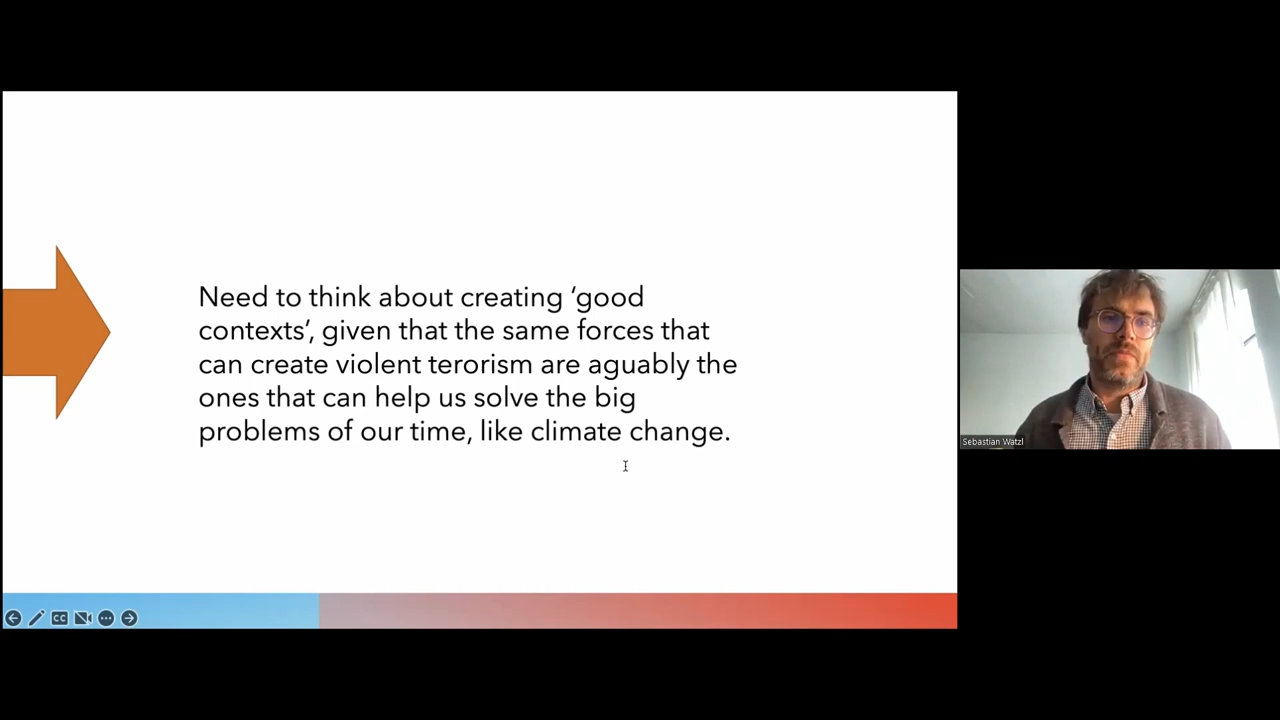 Need to think about creating ‘good
contexts’, given that the same forces that
can create violent terorism are aguably the
ones that can help us solve the big
problems of our time, like climate change.
Sebastian Watzl
CC